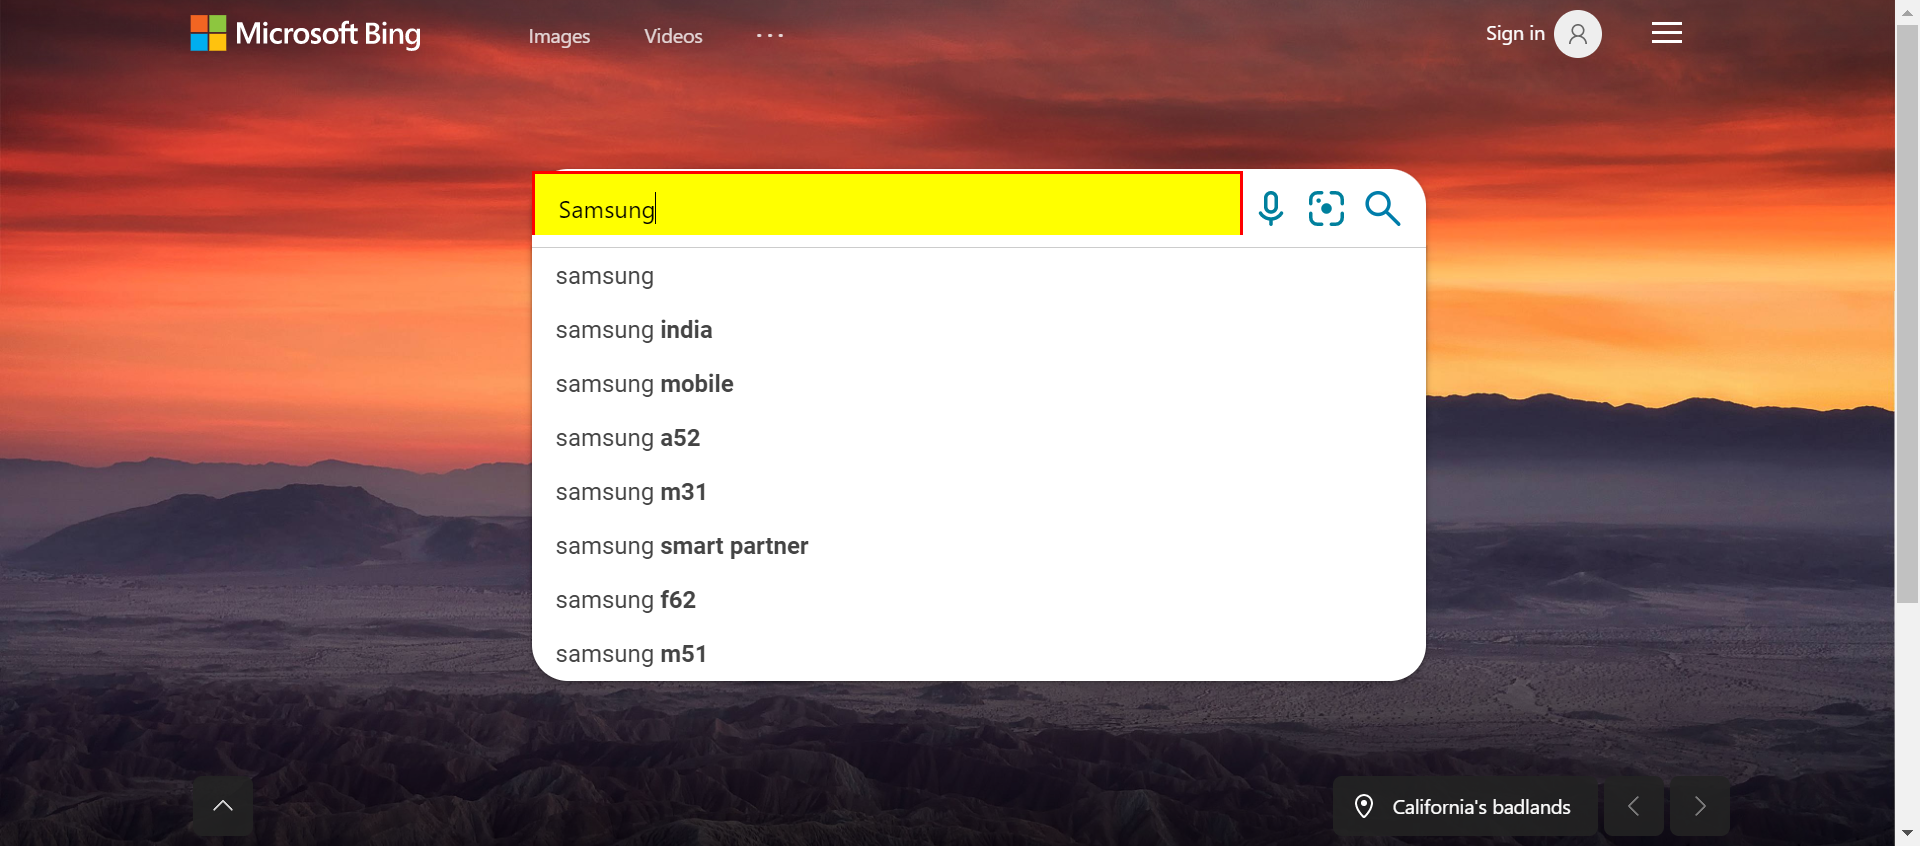 Microsoft Bing
Images Videos ...
Sign in
Samsung
samsung
samsung india
samsung mobile
samsung a52
samsung m31
samsung smart partner
samsung f62
samsung m51
California's badlands